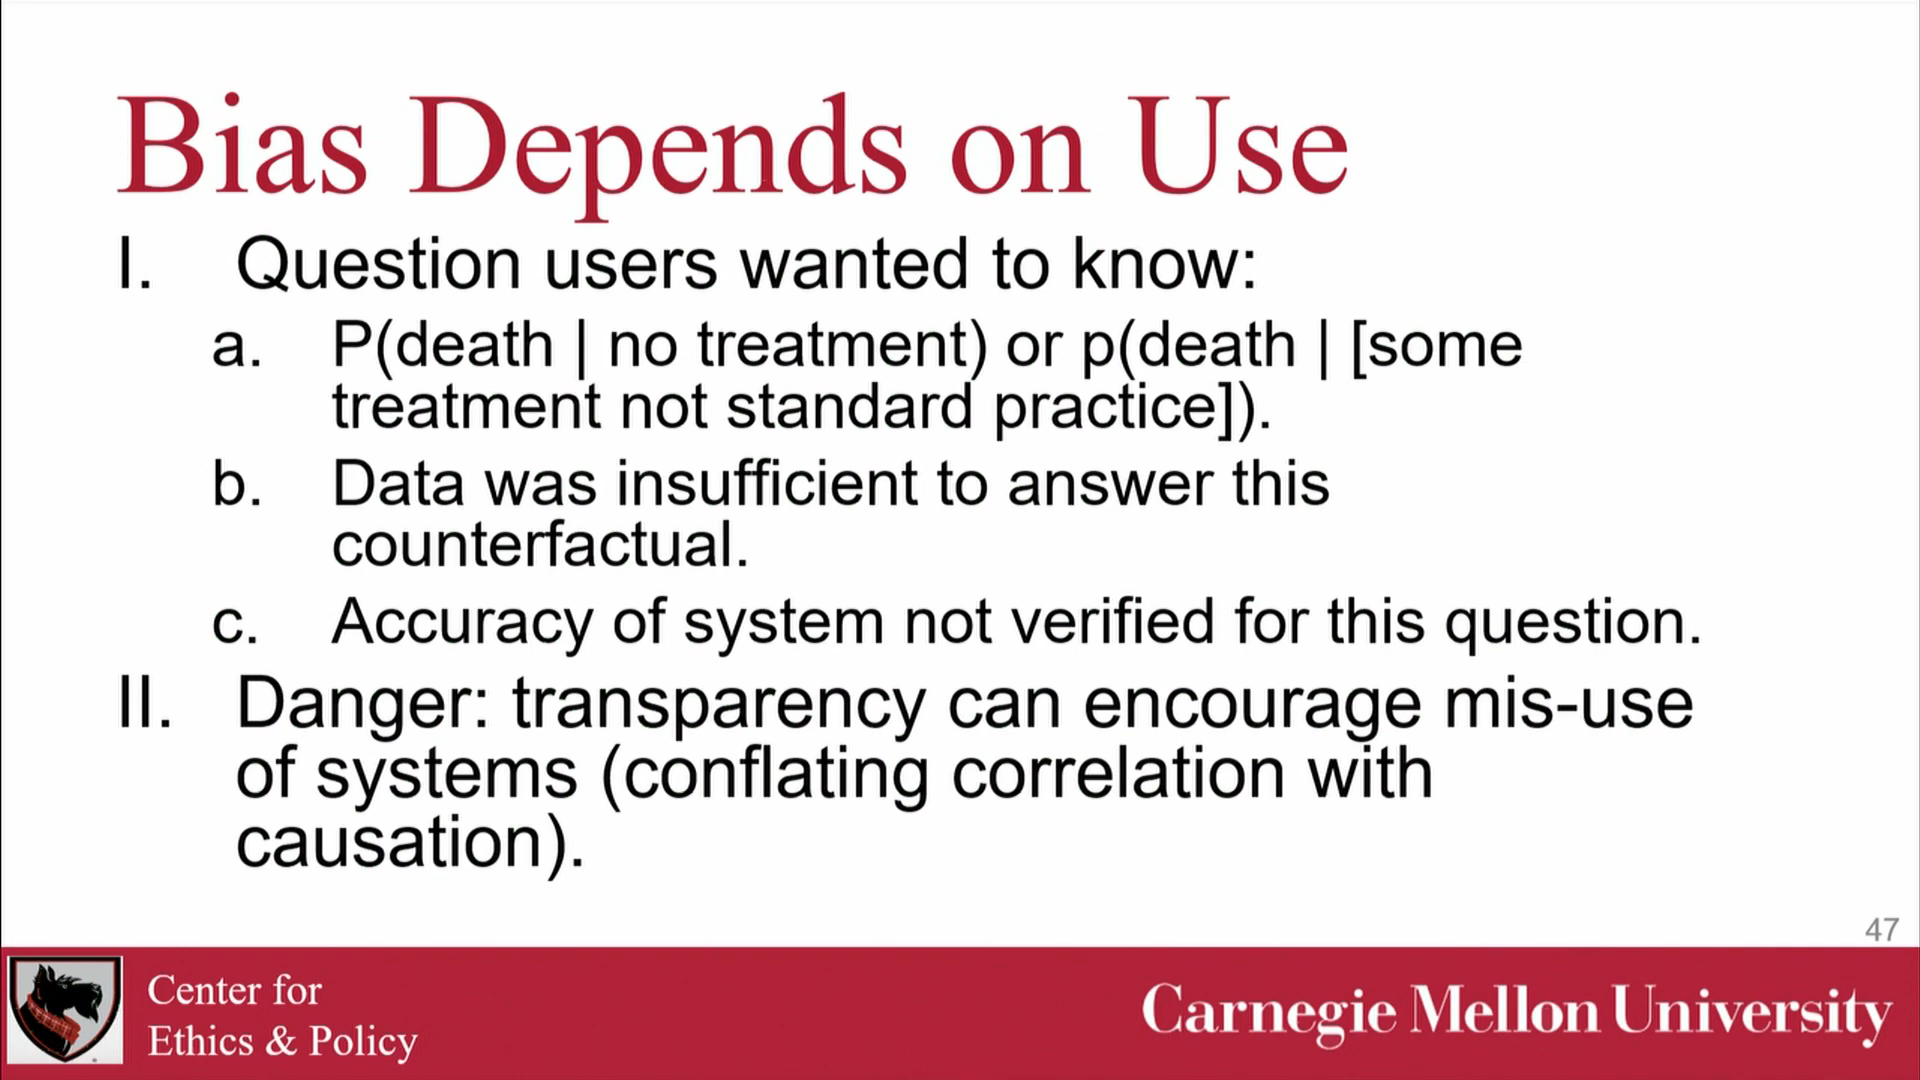 Bias Depends on Use
I. Question users wanted to know:
a. P(death | no treatment) or p(death | [some
treatment not standard practice]).
b. Data was insufficient to answer this
counterfactual.
c. Accuracy of system not verified for this question.
II. Danger: transparency can encourage mis-use
of systems (conflating correlation with
causation).
47
Center for
Ethics & Policy
Carnegie Mellon University